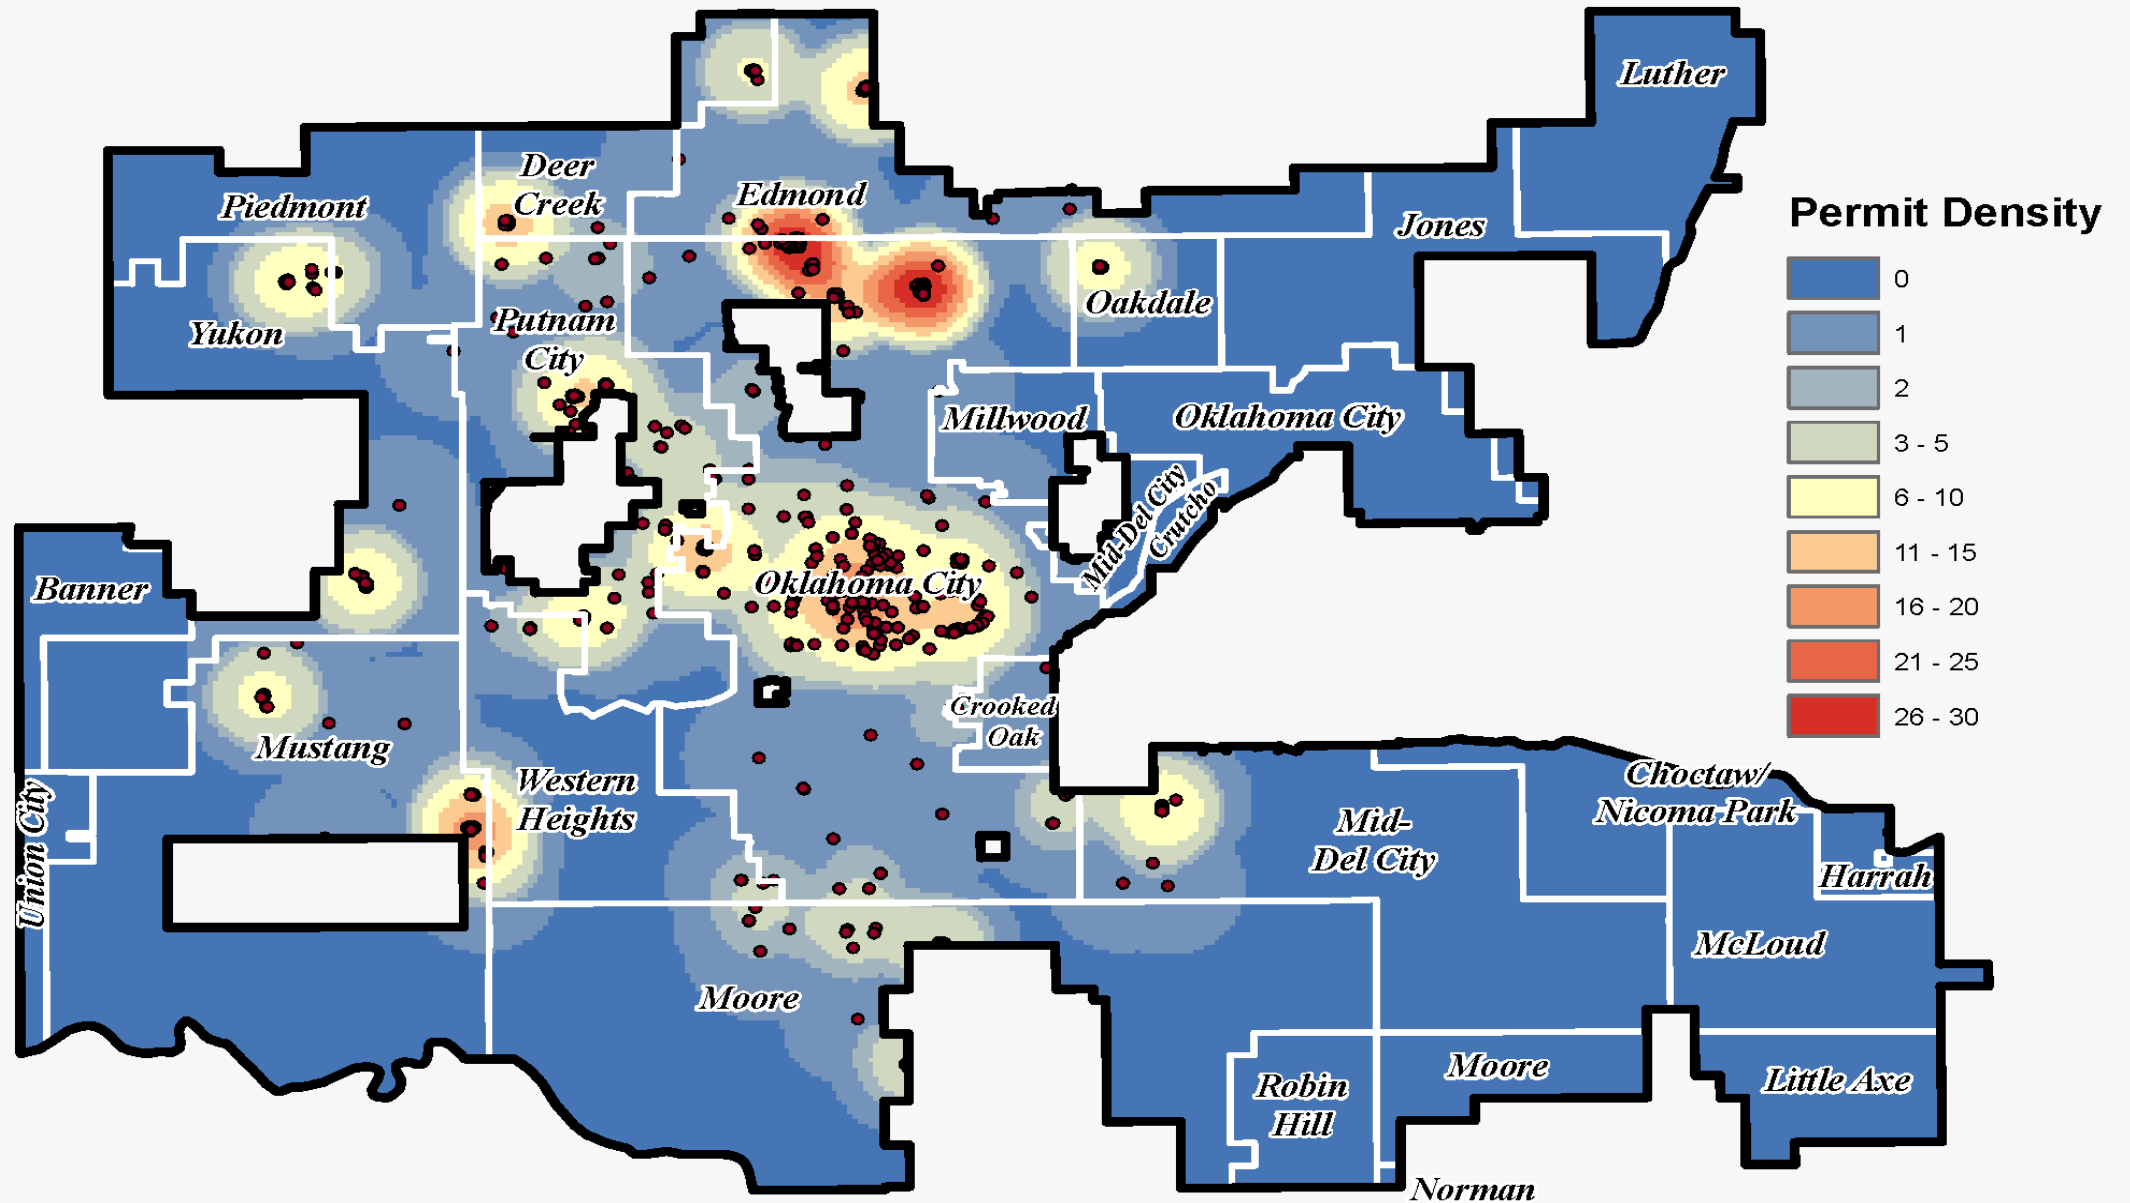 Luther
Deer
Creek
Piedmont
Edmond
Jones
Permit Density
0
Oakdale
Yukon
Putnam
City
1
2
Millwood
Oklahoma City
3 - 5
Mid-Del City
Crutcho
6 - 10
11 - 15
Banner
Oklahoma City
16 - 20
21 - 25
26 - 30
Crooked
Oak
Mustang
Western
Heights
Union City
Choctaw/
Nicoma Park
Mid-
Del City
Harrah
McLoud
Moore
Moore
Robin
Hill
Little Axe
Norman